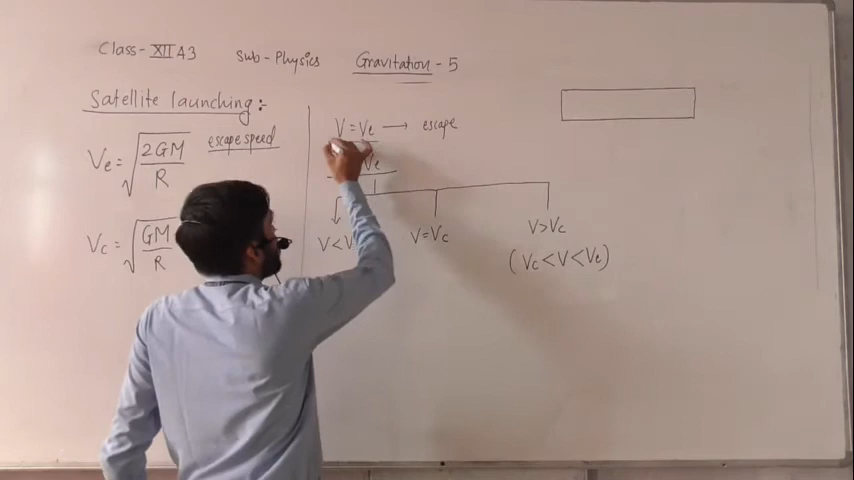 Class - XII A3 Sub - Physics Gravitation - 5
Satellite launching :-
Ve = √(2GM/R) escape speed
Vc = √(GM/R)
V = Ve → escape
Ve
V < V
V = Vc
V > Vc
(Vc < V < Ve)